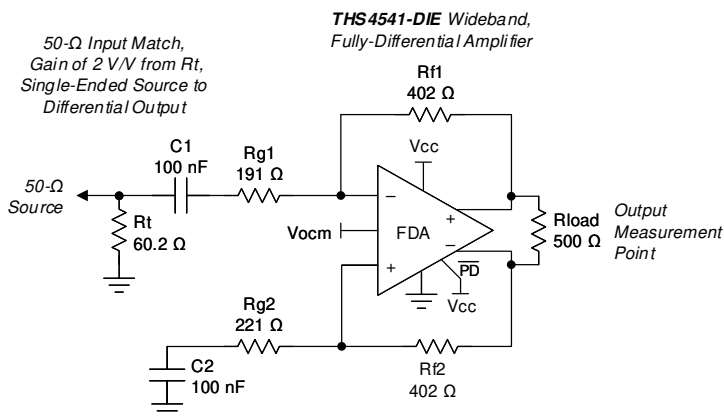 THS4541-DIE Wideband,
Fully-Differential Amplifier
50-Ω Input Match,
Gain of 2 V/V from Rt,
Single-Ended Source to
Differential Output
Rf1
402 Ω
C1
100 nF
Rg1
191 Ω
Vcc
50-Ω
Source
Rt
60.2 Ω
Vocm
−
+
FDA
+
−
PD
Vcc
Rload
500 Ω
Output
Measurement
Point
Rg2
221 Ω
C2
100 nF
Rf2
402 Ω